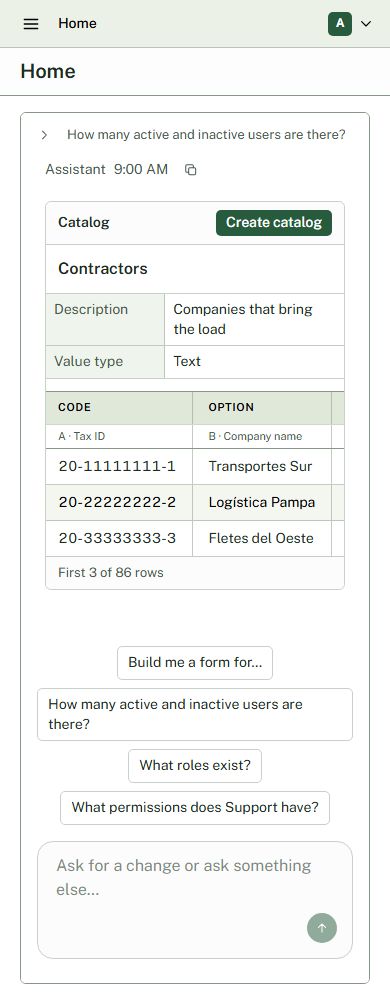 Home
A
Home
How many active and inactive users are there?
Assistant 9:00 AM
Catalog
Create catalog
Contractors
Description
Companies that bring
the load
Value type
Text
CODE
OPTION
A · Tax ID
B · Company name
20-11111111-1
Transportes Sur
20-22222222-2
Logística Pampa
20-33333333-3
Fletes del Oeste
First 3 of 86 rows
Build me a form for...
How many active and inactive users are
there?
What roles exist?
What permissions does Support have?
Ask for a change or ask something
else...